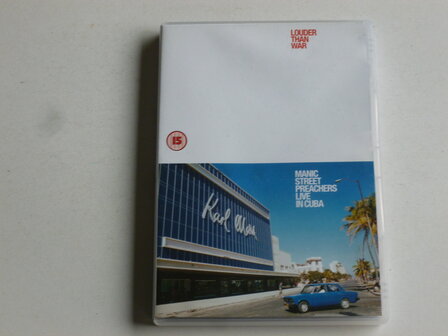 LOUDER
THAN
WAR
15
MANIC
STREET
PREACHERS
LIVE
IN CUBA
Karl Marx